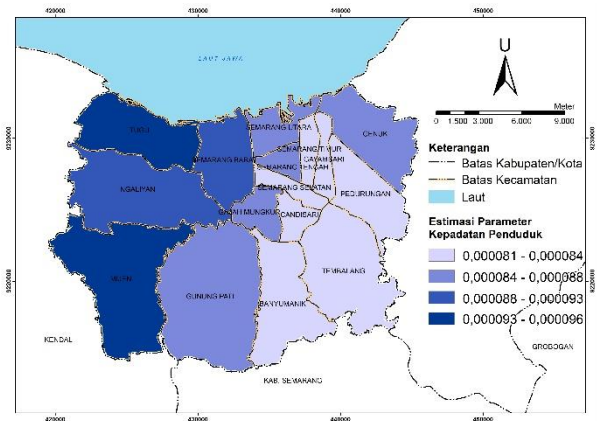 420000
430000
440000
450000
LAUT JAWA
U
Meter
0 1.500 3.000 6.000 9.000
9230000
9230000
TUGU
SEMARANG UTARA
GENUK
SEMARANG BARAT
SEMARANG TIMUR
GAYAMSARI
SEMARANG TENGAH
NGALIYAN
SEMARANG SELATAN
PEDURUNGAN
GAJAH MUNGKUR
CANDISARI
MIJEN
GUNUNG PATI
TEMBALANG
BANYUMANIK
9220000
9220000
KENDAL
GROBOGAN
KAB. SEMARANG
Keterangan
Batas Kabupaten/Kota
Batas Kecamatan
Laut
Estimasi Parameter
Kepadatan Penduduk
0,000081 - 0,000084
0,000084 - 0,000088
0,000088 - 0,000093
0,000093 - 0,000096
420000
430000
440000
450000